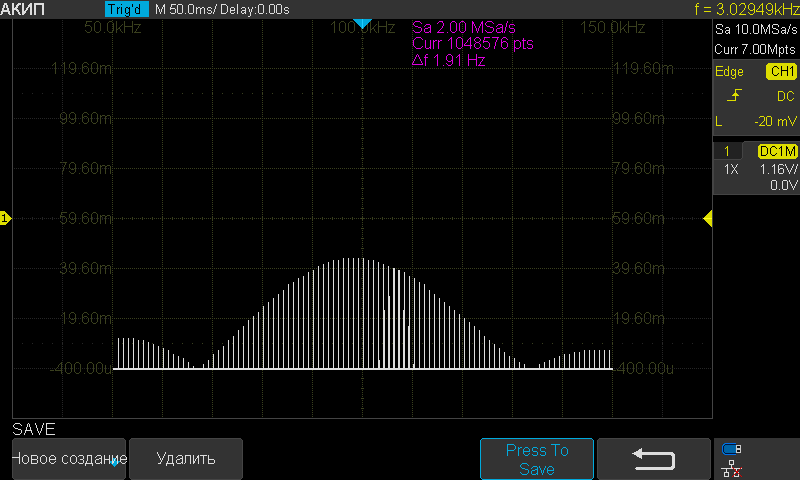 АКИП Trig'd M 50.0ms/ Delay:0.00s f = 3.02949kHz
50.0kHz 100.0kHz 150.0kHz
Sa 2.00 MSa/s
Curr 1048576 pts
Δf 1.91 Hz
Sa 10.0MSa/s
Curr 7.00Mpts
Edge CH1
DC
L -20 mV
1 DC1M
1X 1.16V/
0.0V
119.60m 119.60m
99.60m 99.60m
79.60m 79.60m
1 59.60m 59.60m
39.60m 39.60m
19.60m 19.60m
-400.00u -400.00u
SAVE
Новое создание Удалить Press To
Save